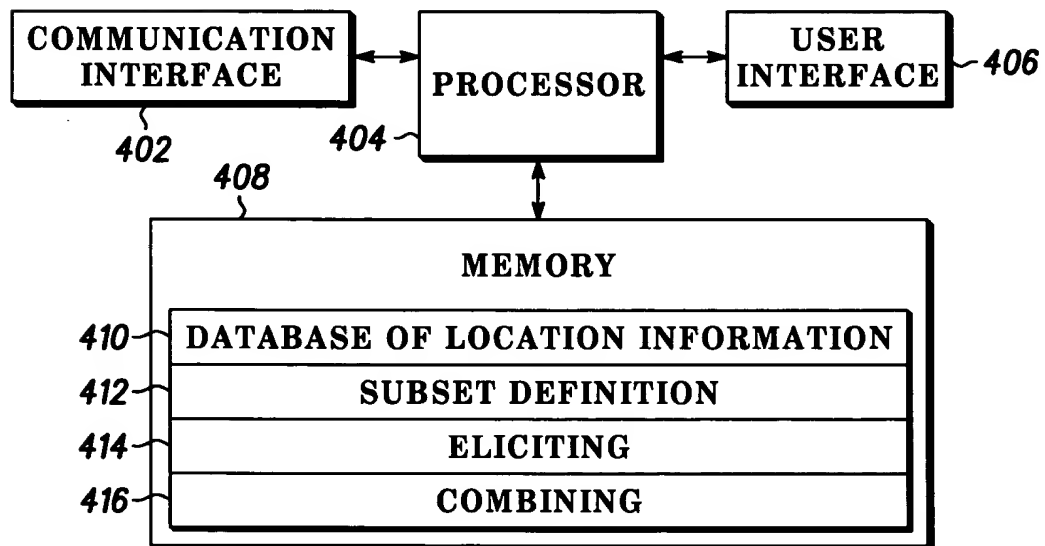 COMMUNICATION
INTERFACE
402
PROCESSOR
404
USER
INTERFACE
406
408
MEMORY
410
DATABASE OF LOCATION INFORMATION
412
SUBSET DEFINITION
414
ELICITING
416
COMBINING